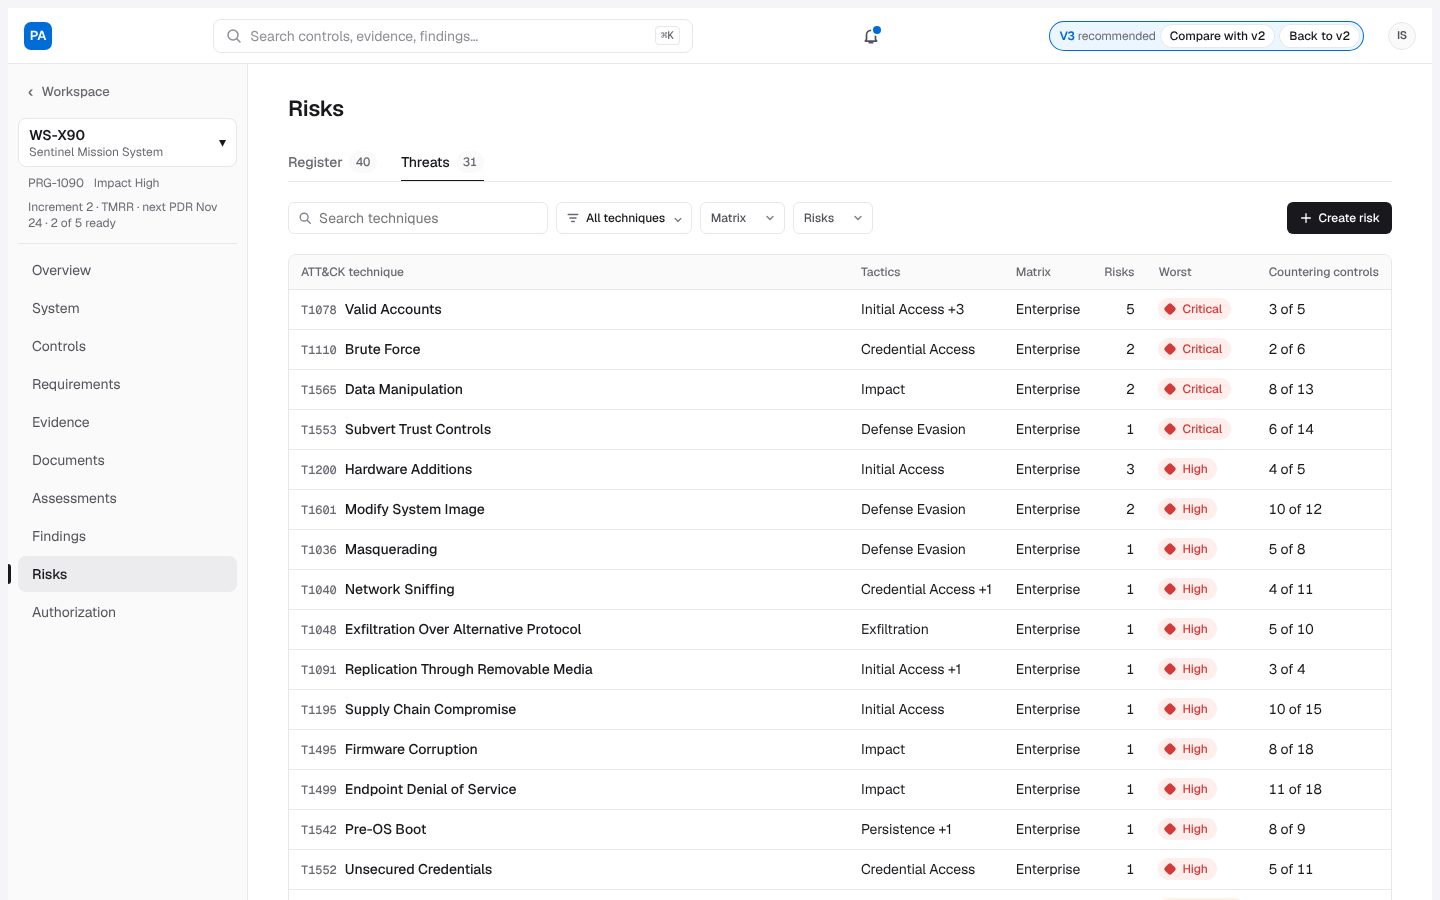 PA
Search controls, evidence, findings...
⌘K
V3 recommended Compare with v2 Back to v2
IS
‹ Workspace
WS-X90
Sentinel Mission System
PRG-1090 Impact High
Increment 2 · TMRR · next PDR Nov
24 · 2 of 5 ready
Overview
System
Controls
Requirements
Evidence
Documents
Assessments
Findings
Risks
Authorization
Risks
Register 40 Threats 31
Search techniques All techniques Matrix Risks + Create risk
ATT&CK technique Tactics Matrix Risks Worst Countering controls
T1078 Valid Accounts Initial Access +3 Enterprise 5 Critical 3 of 5
T1110 Brute Force Credential Access Enterprise 2 Critical 2 of 6
T1565 Data Manipulation Impact Enterprise 2 Critical 8 of 13
T1553 Subvert Trust Controls Defense Evasion Enterprise 1 Critical 6 of 14
T1200 Hardware Additions Initial Access Enterprise 3 High 4 of 5
T1601 Modify System Image Defense Evasion Enterprise 2 High 10 of 12
T1036 Masquerading Defense Evasion Enterprise 1 High 5 of 8
T1040 Network Sniffing Credential Access +1 Enterprise 1 High 4 of 11
T1048 Exfiltration Over Alternative Protocol Exfiltration Enterprise 1 High 5 of 10
T1091 Replication Through Removable Media Initial Access +1 Enterprise 1 High 3 of 4
T1195 Supply Chain Compromise Initial Access Enterprise 1 High 10 of 15
T1495 Firmware Corruption Impact Enterprise 1 High 8 of 18
T1499 Endpoint Denial of Service Impact Enterprise 1 High 11 of 18
T1542 Pre-OS Boot Persistence +1 Enterprise 1 High 8 of 9
T1552 Unsecured Credentials Credential Access Enterprise 1 High 5 of 11